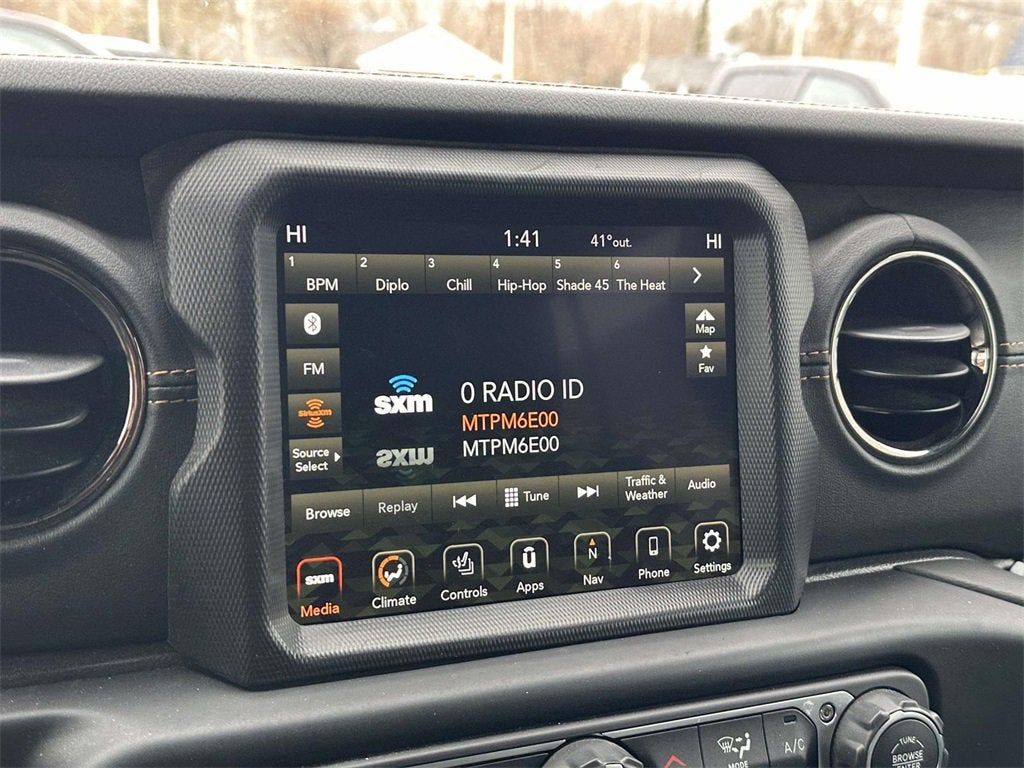 HI 1:41 41°out. HI
1 BPM 2 Diplo 3 Chill 4 Hip-Hop 5 Shade 45 6 The Heat
Map
FM
Fav
SiriusXM
sxm 0 RADIO ID
MTPM6E00
MTPM6E00
Source
Select
Browse Replay Tune Traffic &
Weather Audio
sxm
Media Climate Controls Apps N
Nav Phone Settings
MODE A/C TUNE
BROWSE
ENTER